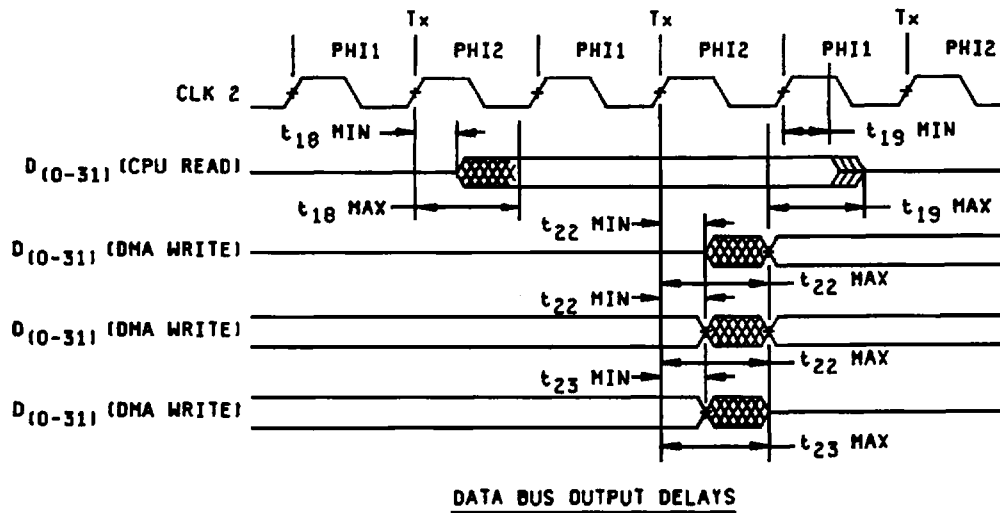 Tx Tx Tx
PHI1 PHI2 PHI1 PHI2 PHI1 PHI2
CLK 2
t18 MIN t19 MIN
D(0-31) (CPU READ)
t18 MAX t19 MAX
t22 MIN
D(0-31) (DMA WRITE)
t22 MAX
t22 MIN
D(0-31) (DMA WRITE)
t22 MAX
t23 MIN
D(0-31) (DMA WRITE)
t23 MAX
DATA BUS OUTPUT DELAYS